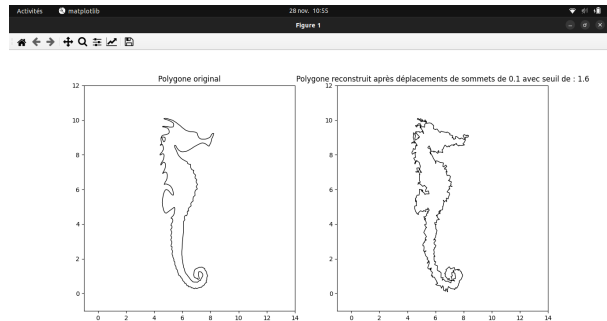 Activités matplotlib 28 nov. 10:55
Figure 1
Polygone original
Polygone reconstruit après déplacements de sommets de 0.1 avec seuil de : 1.6
12
10
8
6
4
2
0
0 2 4 6 8 10 12 14
12
10
8
6
4
2
0
0 2 4 6 8 10 12 14